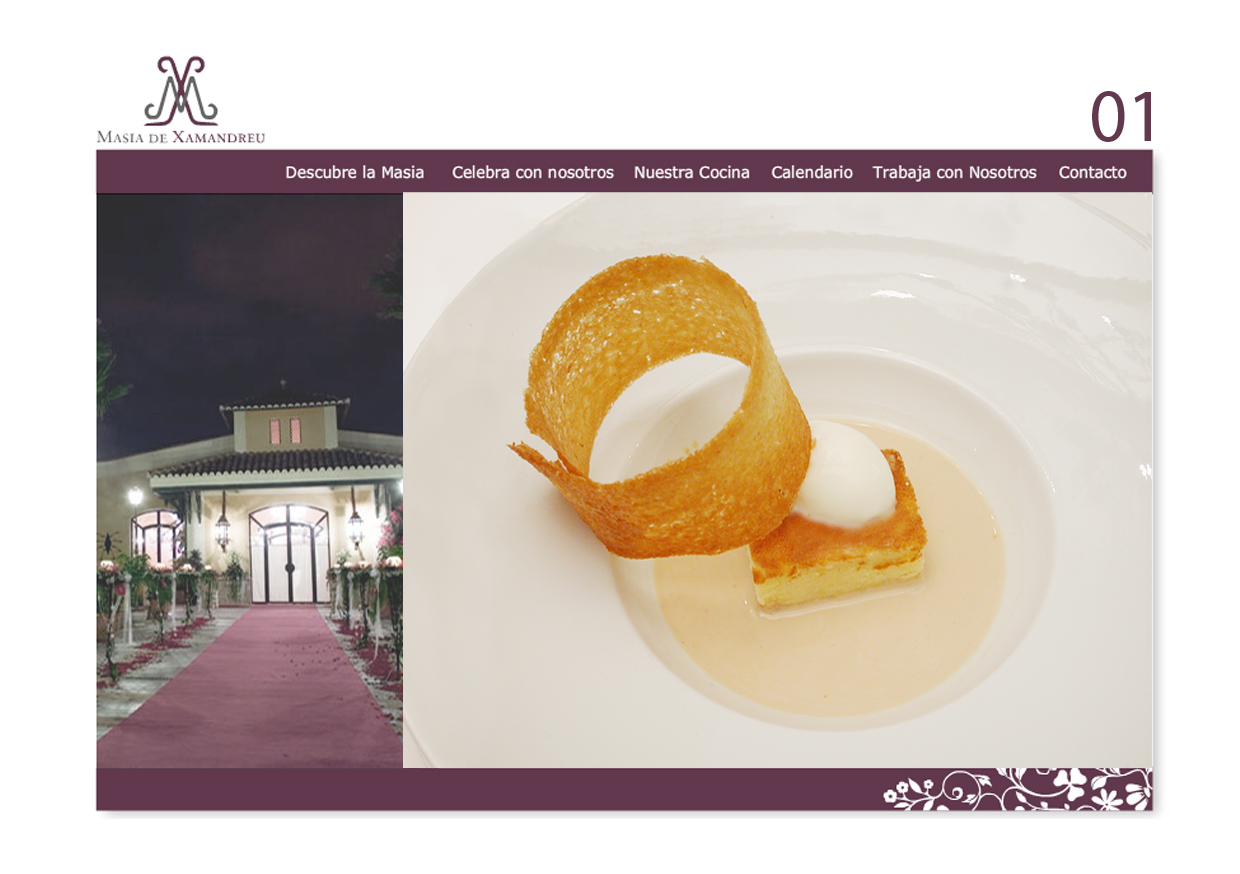 MASIA DE XAMANDREU
01
Descubre la Masia Celebra con nosotros Nuestra Cocina Calendario Trabaja con Nosotros Contacto